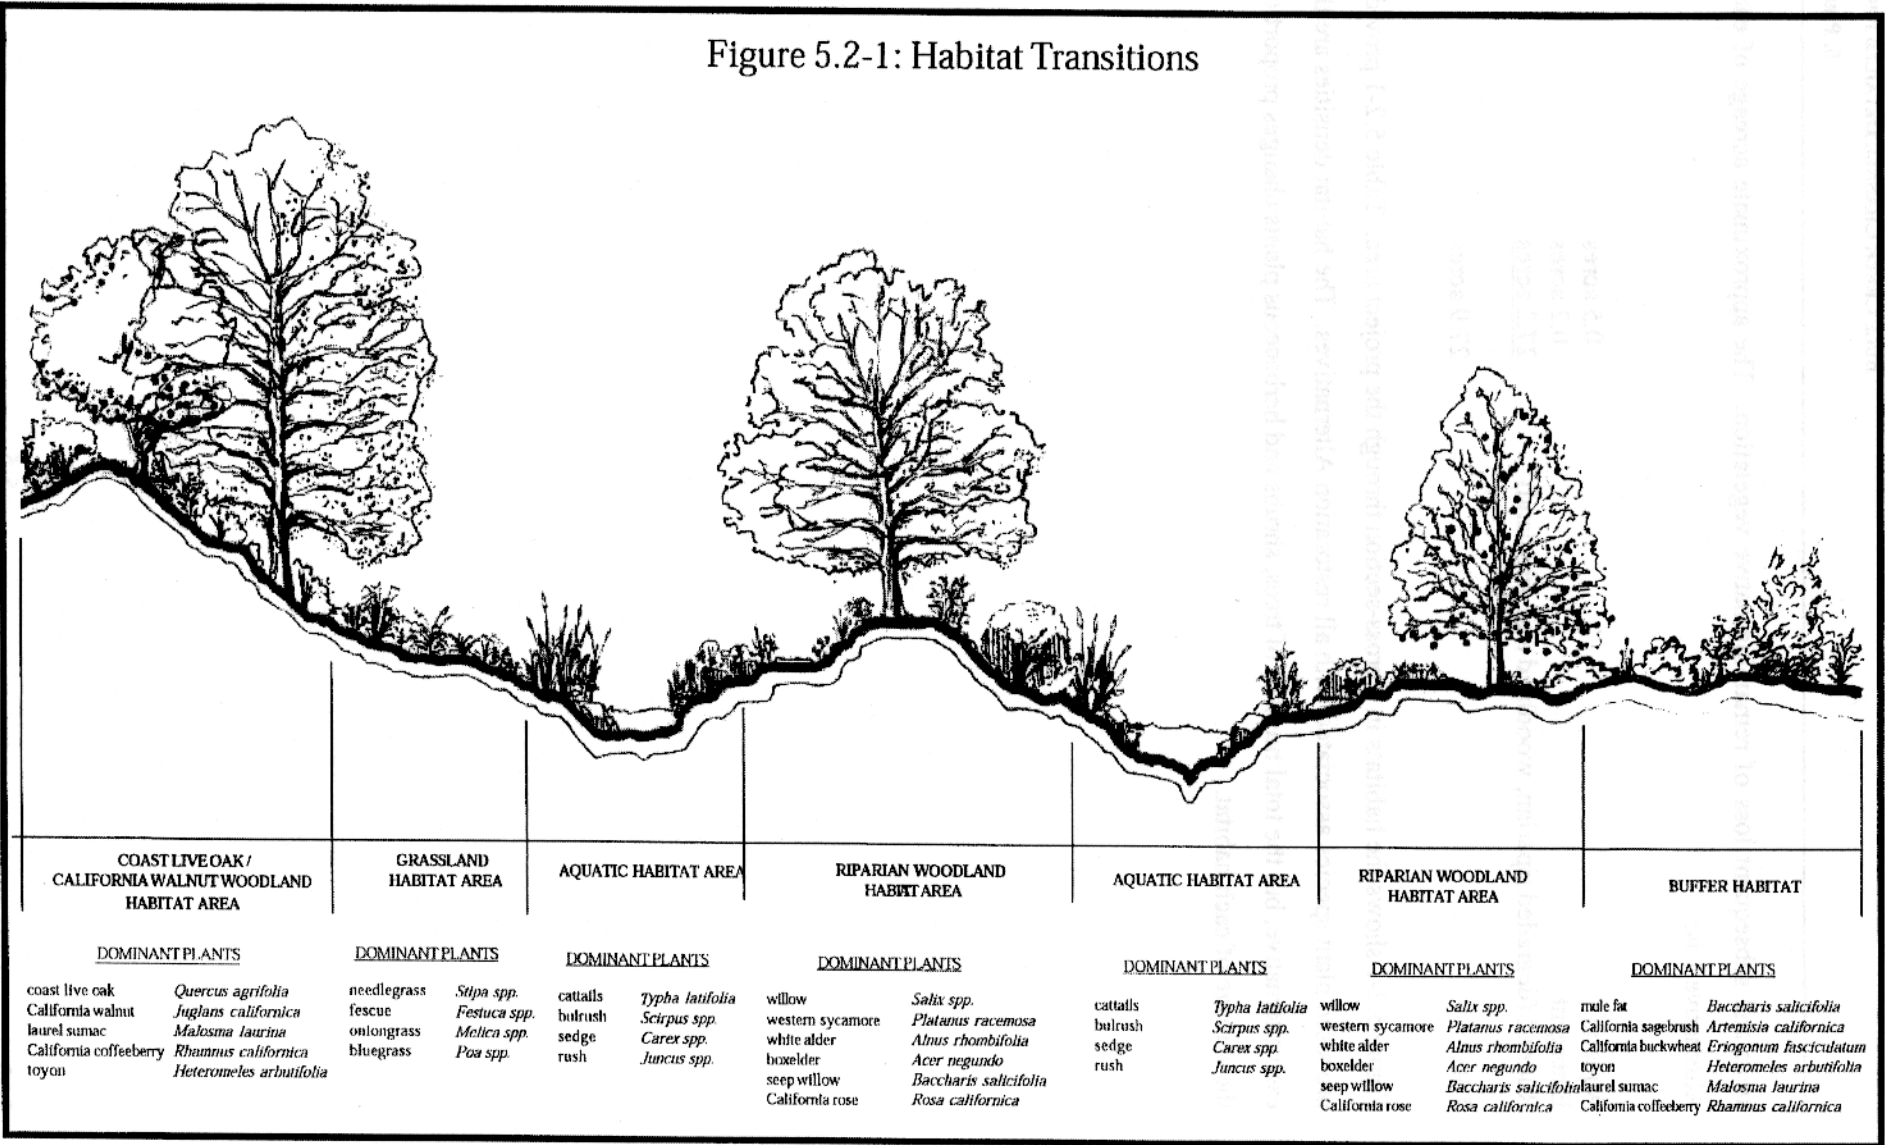 Figure 5.2-1: Habitat Transitions
COAST LIVE OAK /
CALIFORNIA WALNUT WOODLAND
HABITAT AREA
GRASSLAND
HABITAT AREA
AQUATIC HABITAT AREA
RIPARIAN WOODLAND
HABITAT AREA
AQUATIC HABITAT AREA
RIPARIAN WOODLAND
HABITAT AREA
BUFFER HABITAT
DOMINANT PLANTS
coast live oak Quercus agrifolia
California walnut Juglans californica
laurel sumac Malosma laurina
California coffeeberry Rhamnus californica
toyon Heteromeles arbutifolia
DOMINANT PLANTS
needlegrass Stipa spp.
fescue Festuca spp.
oniongrass Melica spp.
bluegrass Poa spp.
DOMINANT PLANTS
cattails Typha latifolia
bulrush Scirpus spp.
sedge Carex spp.
rush Juncus spp.
DOMINANT PLANTS
willow Salix spp.
western sycamore Platanus racemosa
white alder Alnus rhombifolia
boxelder Acer negundo
seep willow Baccharis salicifolia
California rose Rosa californica
DOMINANT PLANTS
cattails Typha latifolia
bulrush Scirpus spp.
sedge Carex spp.
rush Juncus spp.
DOMINANT PLANTS
willow Salix spp.
western sycamore Platanus racemosa
white alder Alnus rhombifolia
boxelder Acer negundo
seep willow Baccharis salicifolia
California rose Rosa californica
DOMINANT PLANTS
mule fat Baccharis salicifolia
California sagebrush Artemisia californica
California buckwheat Eriogonum fasciculatum
toyon Heteromeles arbutifolia
laurel sumac Malosma laurina
California coffeeberry Rhamnus californica